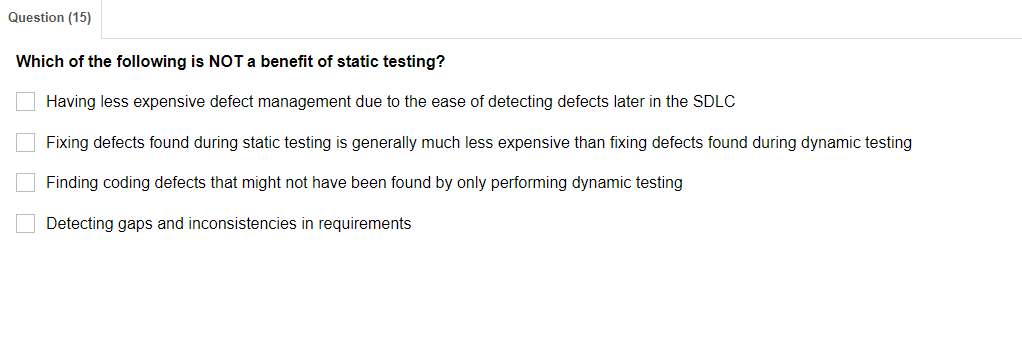 Question (15)
Which of the following is NOT a benefit of static testing?
Having less expensive defect management due to the ease of detecting defects later in the SDLC
Fixing defects found during static testing is generally much less expensive than fixing defects found during dynamic testing
Finding coding defects that might not have been found by only performing dynamic testing
Detecting gaps and inconsistencies in requirements